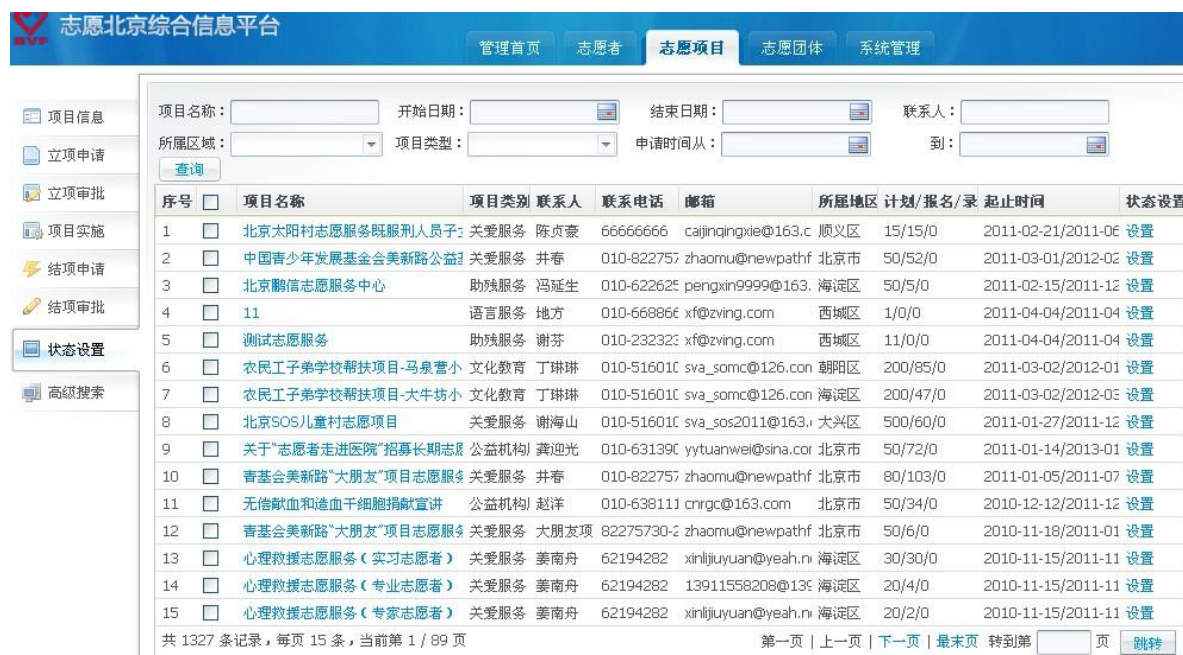 BVF 志愿北京综合信息平台
管理首页 志愿者 志愿项目 志愿团体 系统管理
项目信息
立项申请
立项审批
项目实施
结项申请
结项审批
状态设置
高级搜索
项目名称： 开始日期： 结束日期： 联系人：
所属区域： 项目类型： 申请时间从： 到：
查询
序号 项目名称 项目类别 联系人 联系电话 邮箱 所属地区 计划/报名/录 起止时间 状态设置
1 北京太阳村志愿服务既服刑人员子 关爱服务 陈贞豪 66666666 caijinqingxie@163.c 顺义区 15/15/0 2011-02-21/2011-06 设置
2 中国青少年发展基金会美新路公益 关爱服务 井春 010-822757 zhaomu@newpathf 北京市 50/52/0 2011-03-01/2012-02 设置
3 北京鹏信志愿服务中心 助残服务 冯延生 010-622625 pengxin9999@163. 海淀区 50/5/0 2011-02-15/2011-12 设置
4 11 语言服务 地方 010-668866 xf@zving.com 西城区 1/0/0 2011-04-04/2011-04 设置
5 测试志愿服务 助残服务 谢芬 010-232323 xf@zving.com 西城区 11/0/0 2011-04-04/2011-04 设置
6 农民工子弟学校帮扶项目-马泉营小 文化教育 丁琳琳 010-516010 sva_somc@126.con 朝阳区 200/85/0 2011-03-02/2012-01 设置
7 农民工子弟学校帮扶项目-大牛坊小 文化教育 丁琳琳 010-516010 sva_somc@126.con 海淀区 200/47/0 2011-03-02/2012-03 设置
8 北京SOS儿童村志愿项目 关爱服务 谢海山 010-516010 sva_sos2011@163. 大兴区 500/60/0 2011-01-27/2011-12 设置
9 关于“志愿者走进医院”招募长期志愿 公益机构 龚迎光 010-631390 yytuanwei@sina.cor 北京市 50/72/0 2011-01-14/2013-01 设置
10 青基会美新路“大朋友”项目志愿服务 关爱服务 井春 010-822757 zhaomu@newpathf 北京市 80/103/0 2011-01-05/2011-07 设置
11 无偿献血和造血干细胞捐献宣讲 公益机构 赵洋 010-638111 cnrgc@163.com 北京市 50/34/0 2010-12-12/2011-12 设置
12 青基会美新路“大朋友”项目志愿服务 关爱服务 大朋友项 82275730-2 zhaomu@newpathf 北京市 50/6/0 2010-11-18/2011-01 设置
13 心理救援志愿服务（实习志愿者） 关爱服务 姜南舟 62194282 xinlijiuyuan@yeah.n 海淀区 30/30/0 2010-11-15/2011-11 设置
14 心理救援志愿服务（专业志愿者） 关爱服务 姜南舟 62194282 13911558208@139 海淀区 20/4/0 2010-11-15/2011-11 设置
15 心理救援志愿服务（专家志愿者） 关爱服务 姜南舟 62194282 xinlijiuyuan@yeah.n 海淀区 20/2/0 2010-11-15/2011-11 设置
共 1327 条记录，每页 15 条，当前第 1 / 89 页 第一页 | 上一页 | 下一页 | 最末页 转到第 页 跳转